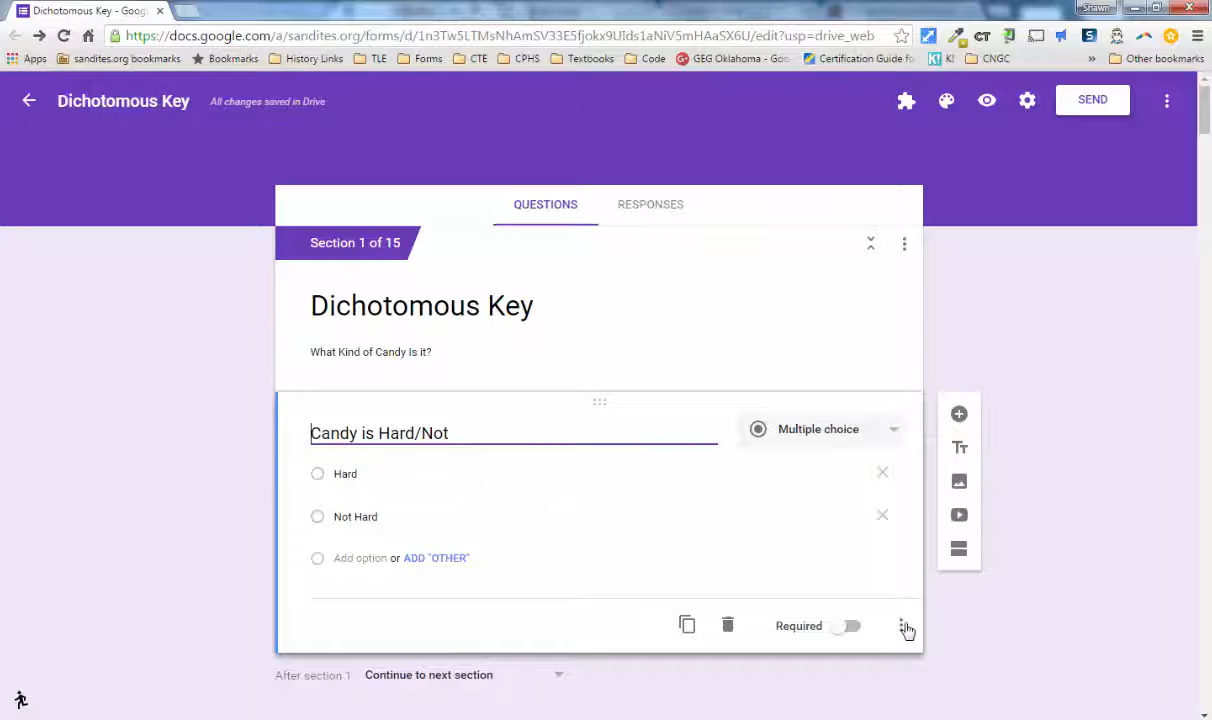 Dichotomous Key - Goog
Shawn
https://docs.google.com/a/sandites.org/forms/d/1n3Tw5LTMsNhAmSV33E5fjokx9UIds1aNiV5mHAaSX6U/edit?usp=drive_web
Apps sandites.org bookmarks Bookmarks History Links TLE Forms CTE CPHS Textbooks Code GEG Oklahoma - Goo Certification Guide fo K! CNGC » Other bookmarks
Dichotomous Key All changes saved in Drive SEND
QUESTIONS RESPONSES
Section 1 of 15
Dichotomous Key
What Kind of Candy Is it?
Candy is Hard/Not Multiple choice
Hard
Not Hard
Add option or ADD "OTHER"
Required
After section 1 Continue to next section